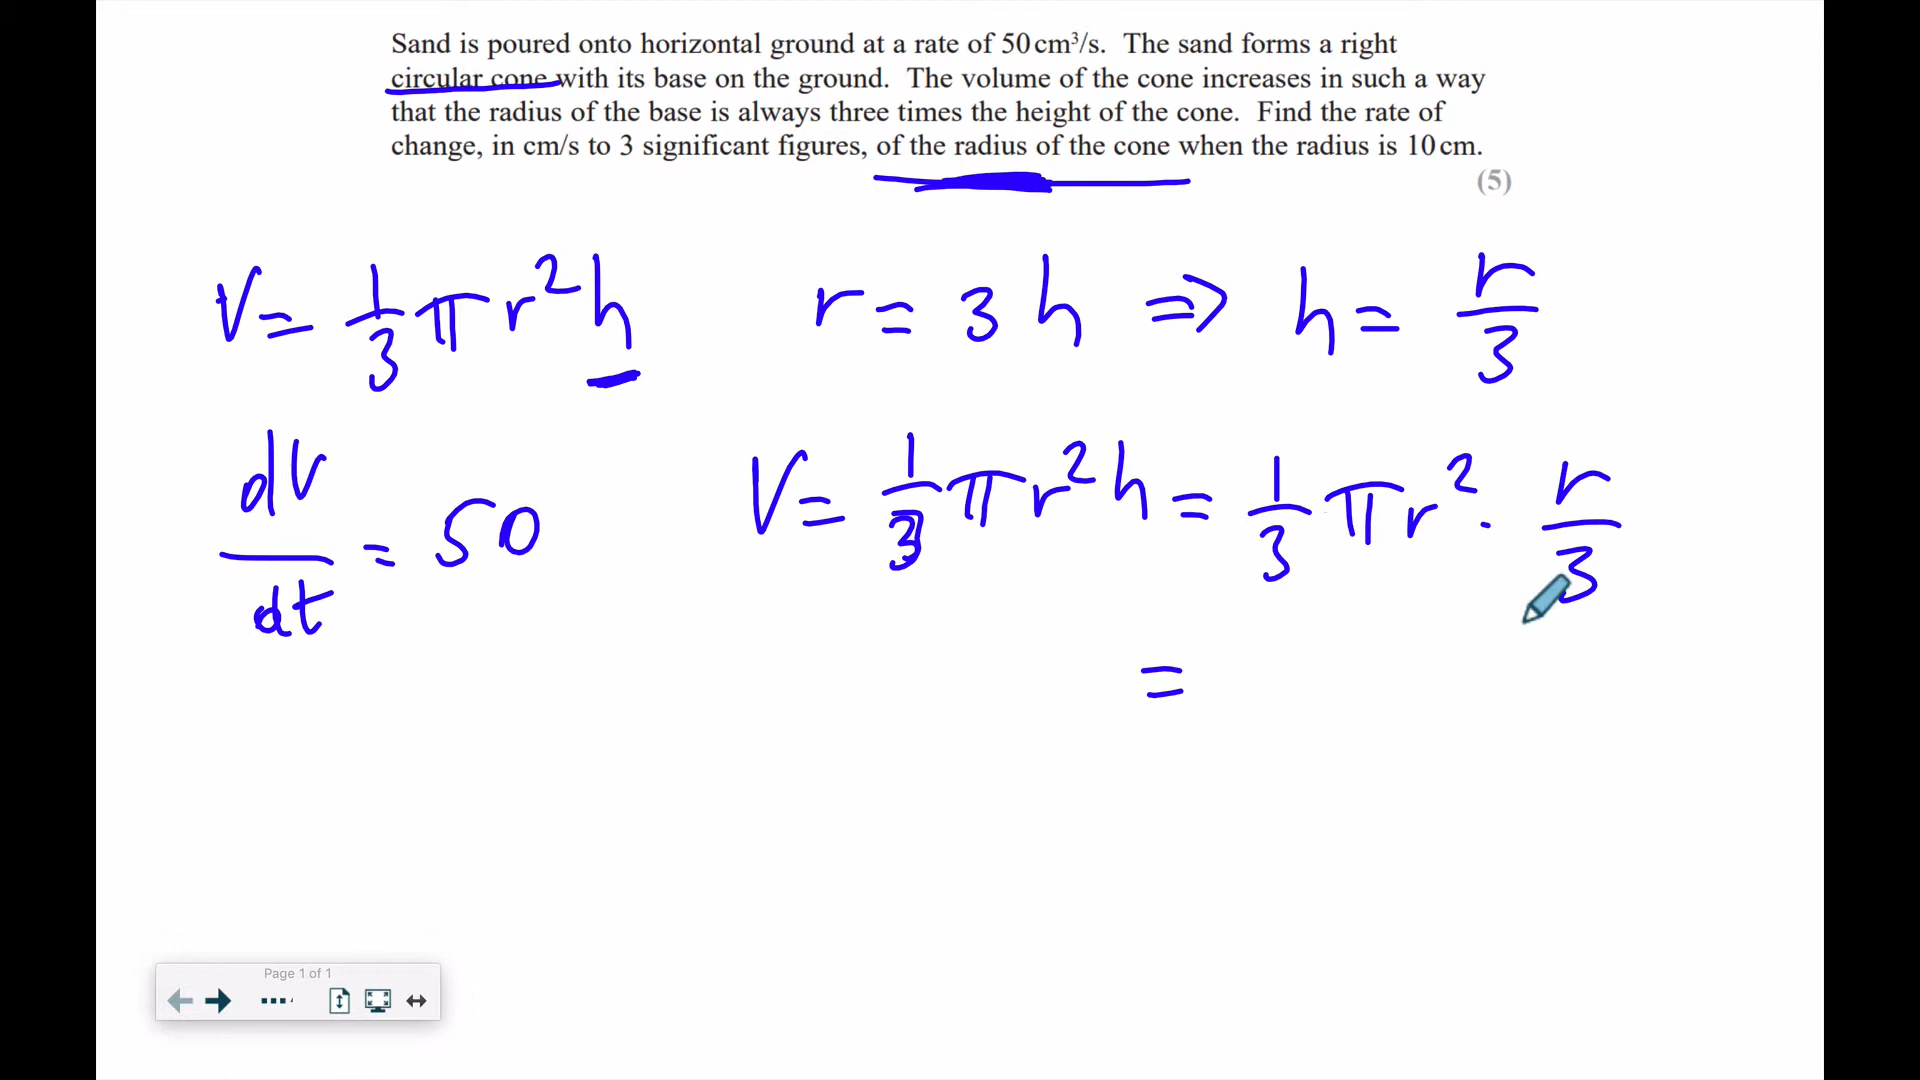 Sand is poured onto horizontal ground at a rate of 50 cm³/s. The sand forms a right
circular cone with its base on the ground. The volume of the cone increases in such a way
that the radius of the base is always three times the height of the cone. Find the rate of
change, in cm/s to 3 significant figures, of the radius of the cone when the radius is 10 cm.
(5)
V = 1/3 π r² h    r = 3 h ⇒ h = r/3
dV/dt = 50    V = 1/3 π r² h = 1/3 π r² · r/3
=
Page 1 of 1